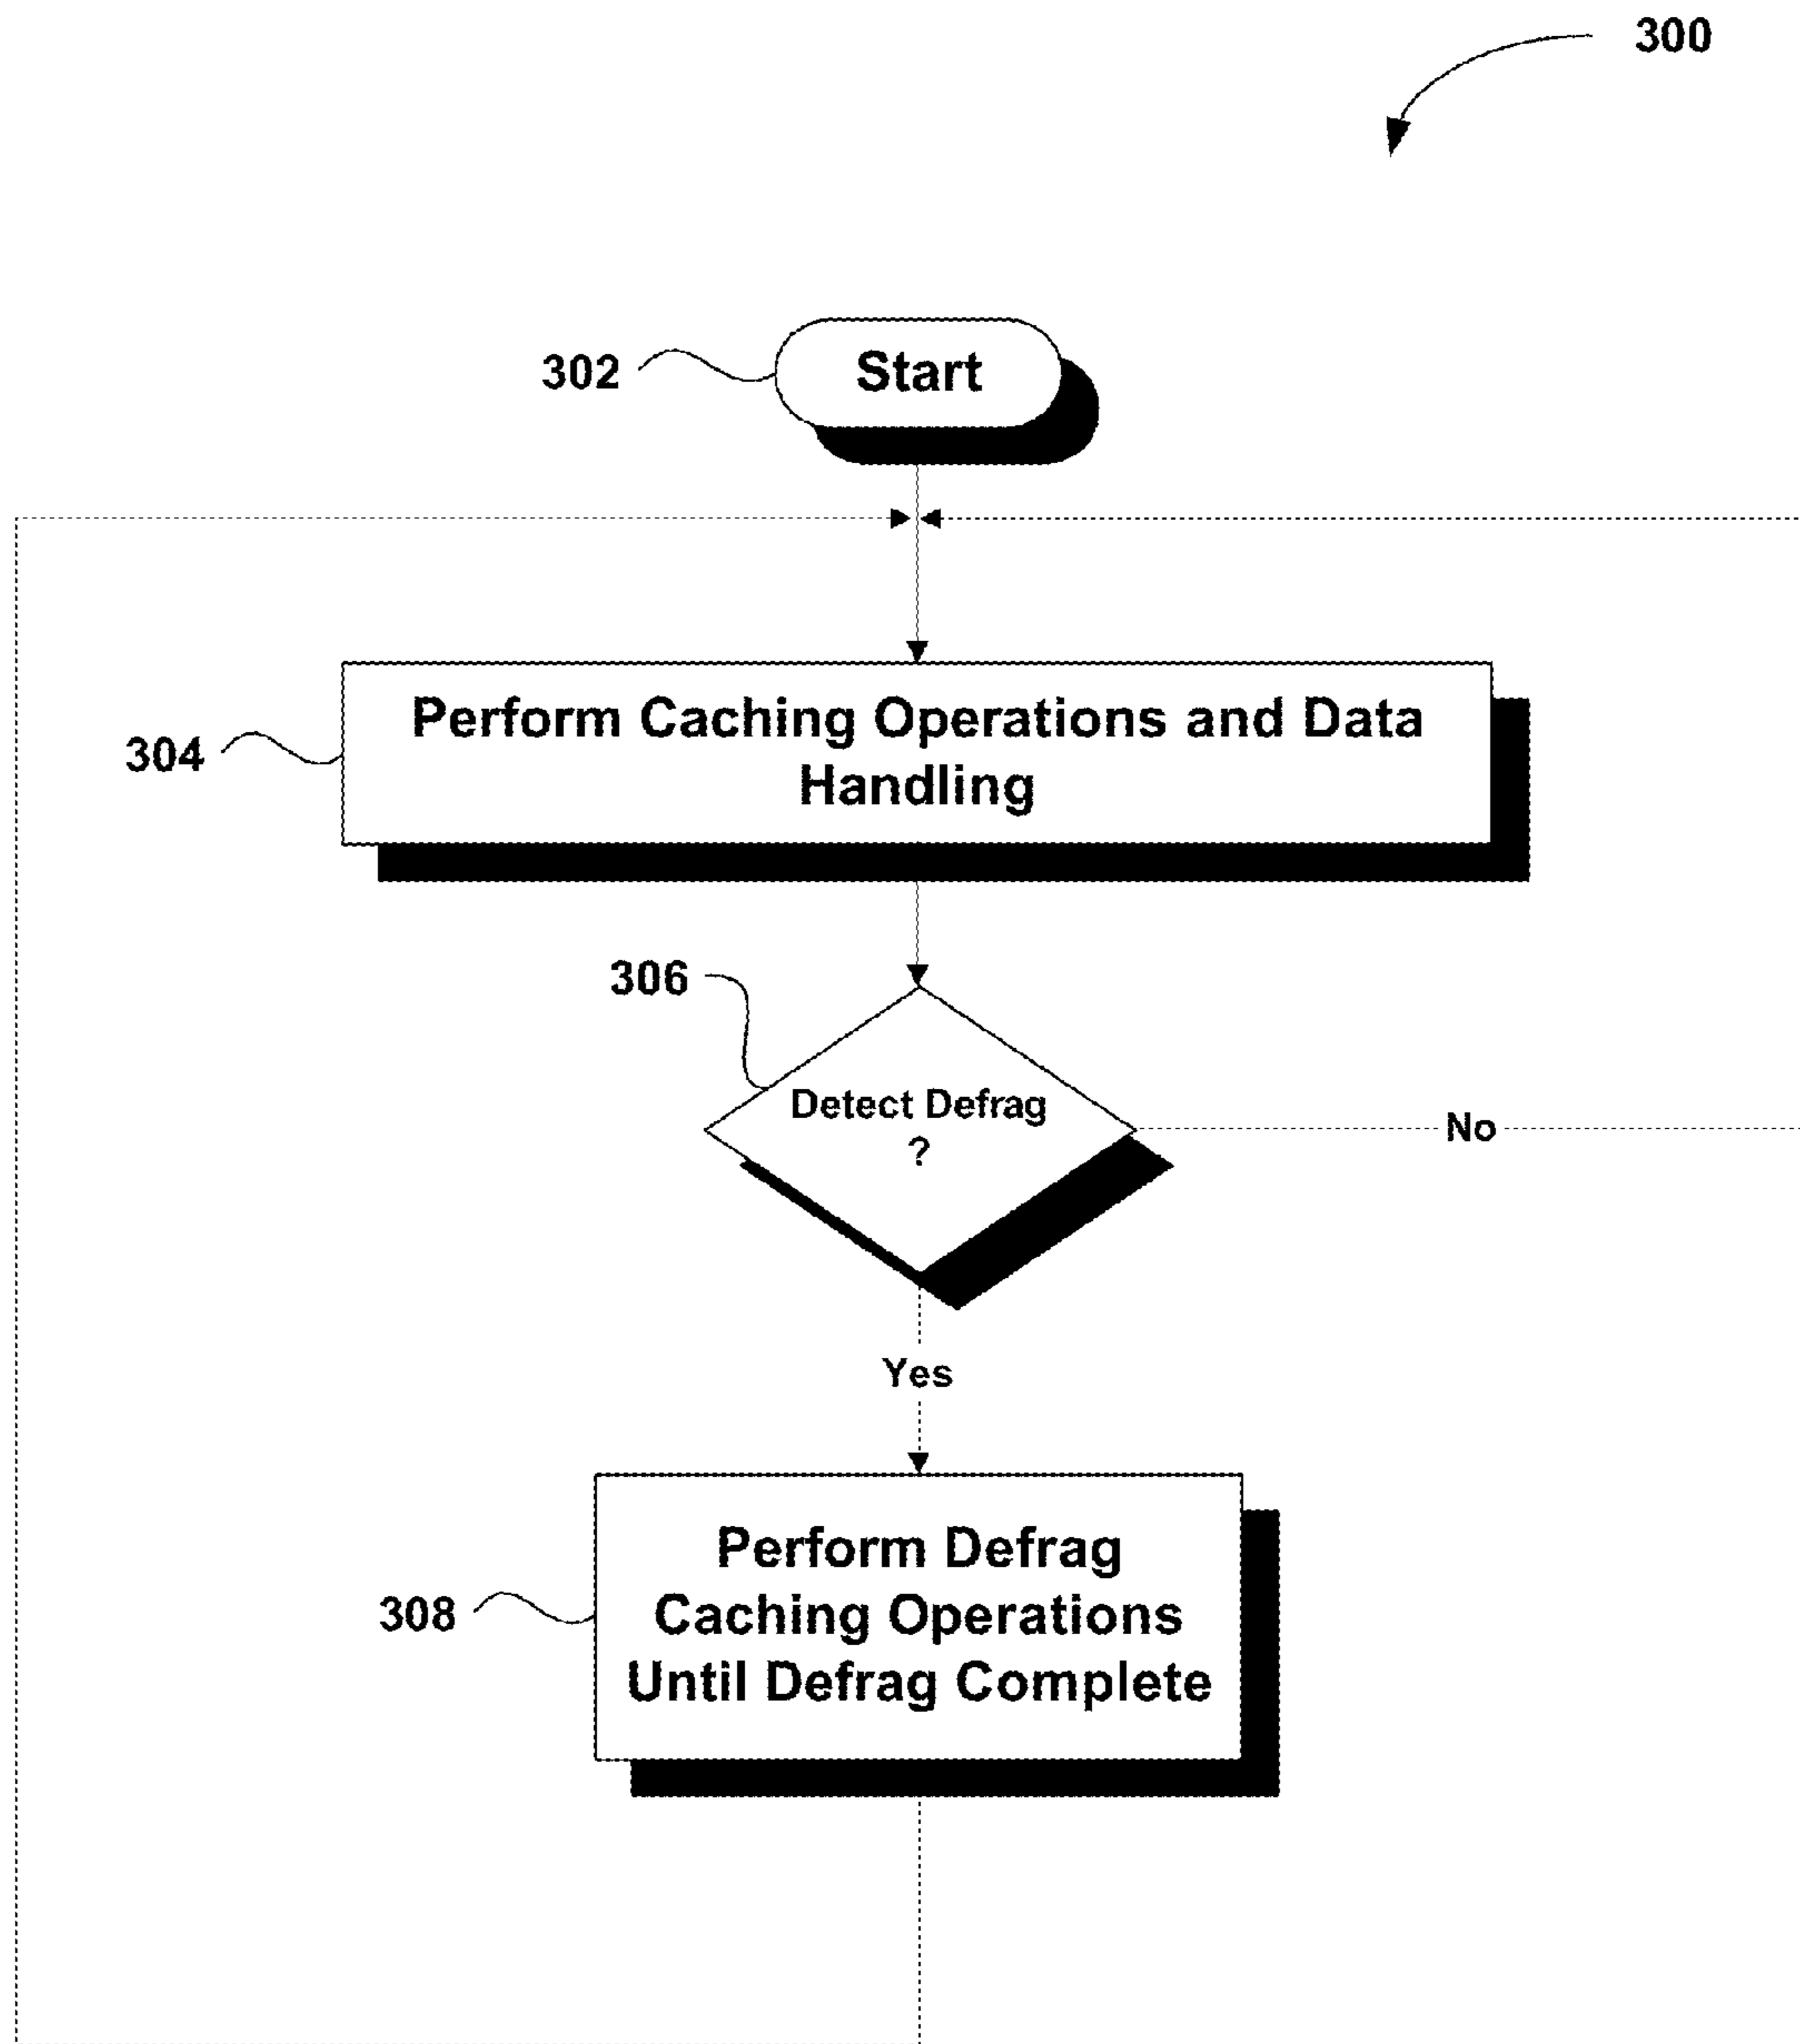 300
302
Start
304
Perform Caching Operations and Data
Handling
306
Detect Defrag
?
No
Yes
308
Perform Defrag
Caching Operations
Until Defrag Complete